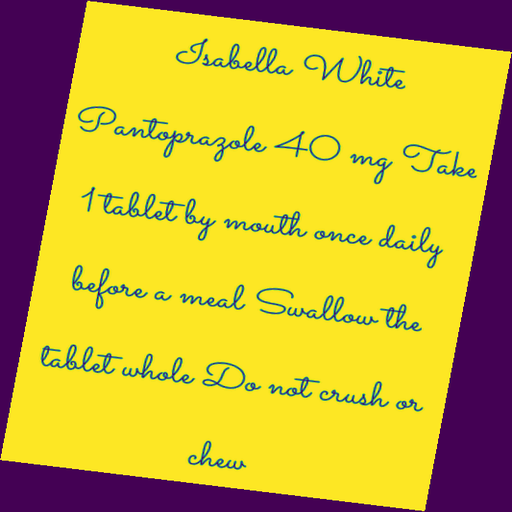 Isabella White
Pantoprazole 40 mg Take
1 tablet by mouth once daily
before a meal Swallow the
tablet whole Do not crush or
chew